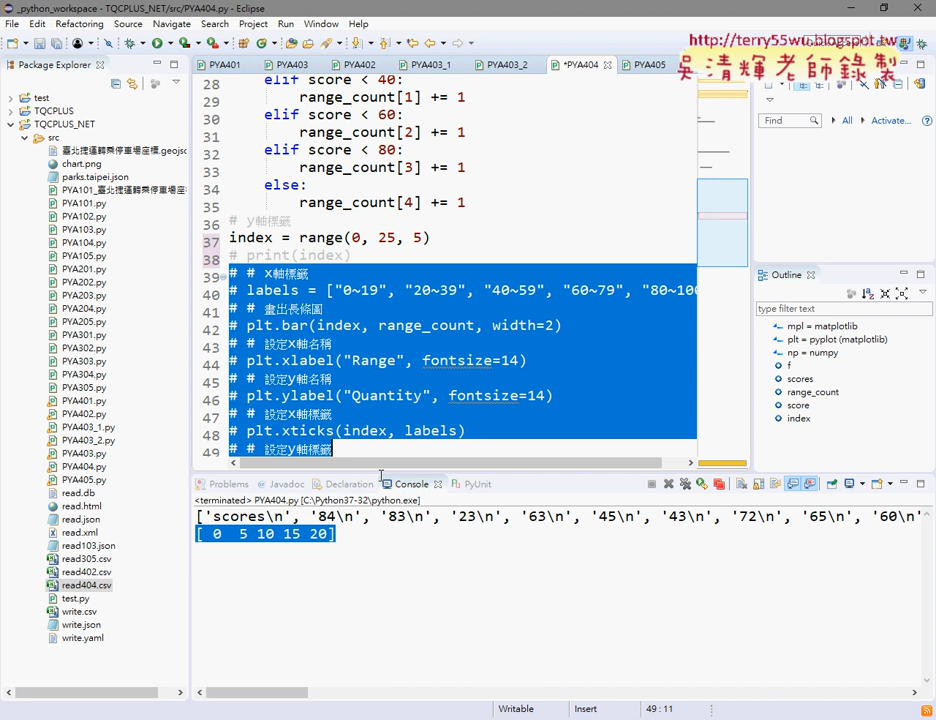 _python_workspace - TQCPLUS_NET/src/PYA404.py - Eclipse
File Edit Refactoring Source Navigate Search Project Run Window Help
http://terry55wu.blogspot.tw
吳清輝老師錄製
Package Explorer
PYA401 PYA403 PYA402 PYA403_1 PYA403_2 *PYA404 PYA405
test
TQCPLUS
TQCPLUS_NET
src
臺北捷運轉乘停車場座標.geojso
chart.png
parks.taipei.json
PYA101_臺北捷運轉乘停車場座
PYA101.py
PYA102.py
PYA103.py
PYA104.py
PYA105.py
PYA201.py
PYA202.py
PYA204.py
PYA205.py
PYA301.py
PYA302.py
PYA303.py
PYA304.py
PYA305.py
PYA401.py
PYA402.py
PYA403_1.py
PYA403_2.py
PYA403.py
PYA404.py
PYA405.py
read.db
read.html
read.json
read.xml
read103.json
read305.csv
read402.csv
read404.csv
test.py
write.csv
write.json
write.yaml
28 elif score < 40:
29 range_count[1] += 1
30 elif score < 60:
31 range_count[2] += 1
32 elif score < 80:
33 range_count[3] += 1
34 else:
35 range_count[4] += 1
36 # y軸標籤
37 index = range(0, 25, 5)
38 # print(index)
39 # # x軸標籤
40 # labels = ["0~19", "20~39", "40~59", "60~79", "80~100
41 # # 畫出長條圖
42 # plt.bar(index, range_count, width=2)
43 # # 設定x軸名稱
44 # plt.xlabel("Range", fontsize=14)
45 # # 設定y軸名稱
46 # plt.ylabel("Quantity", fontsize=14)
47 # # 設定x軸標籤
48 # plt.xticks(index, labels)
49 # # 設定y軸標籤
Find All Activate...
Outline
type filter text
mpl = matplotlib
plt = pyplot (matplotlib)
np = numpy
f
scores
range_count
score
index
Problems Javadoc Declaration Console PyUnit
<terminated> PYA404.py [C:\Python37-32\python.exe]
['scores\n', '84\n', '83\n', '23\n', '63\n', '45\n', '43\n', '72\n', '65\n', '60\n'
[ 0  5 10 15 20]
Writable Insert 49 : 11